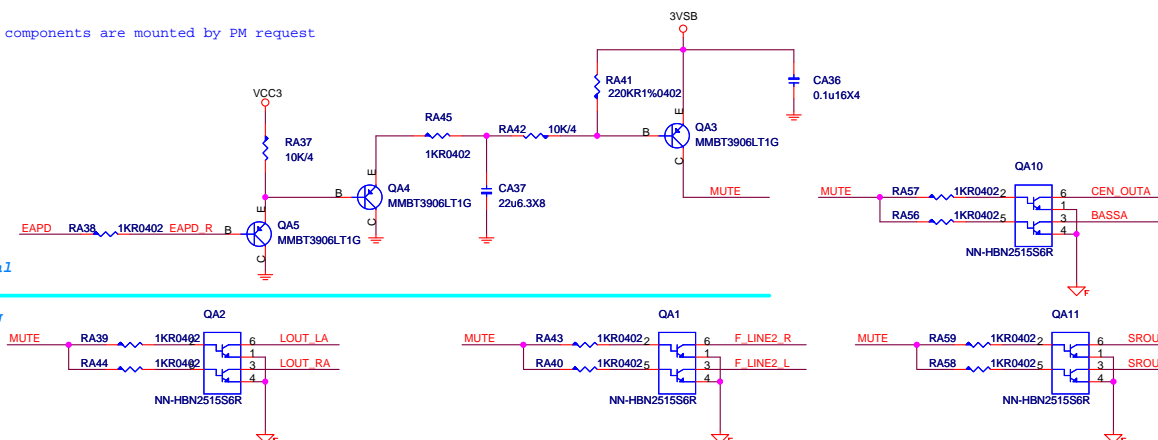 components are mounted by PM request
3VSB
RA41
220KR1%0402
CA36
0.1u16X4
VCC3
RA37
10K/4
RA45
1KR0402
RA42 10K/4
B E C
QA3
MMBT3906LT1G
MUTE
B E C
QA4
MMBT3906LT1G
CA37
22u6.3X8
EAPD RA38 1KR0402 EAPD_R B E C
QA5
MMBT3906LT1G
QA10
MUTE RA57 1KR0402 2 6 CEN_OUTA
1
RA56 1KR0402 5 3 BASSA
4
NN-HBN2515S6R
F
QA2
MUTE RA39 1KR0402 6 LOUT_LA
1
RA44 1KR0402 3 LOUT_RA
4
NN-HBN2515S6R
F
QA1
MUTE RA43 1KR0402 2 6 F_LINE2_R
1
RA40 1KR0402 5 3 F_LINE2_L
4
NN-HBN2515S6R
F
QA11
MUTE RA59 1KR0402 2 6 SROU
1
RA58 1KR0402 5 3 SROU
4
NN-HBN2515S6R
F